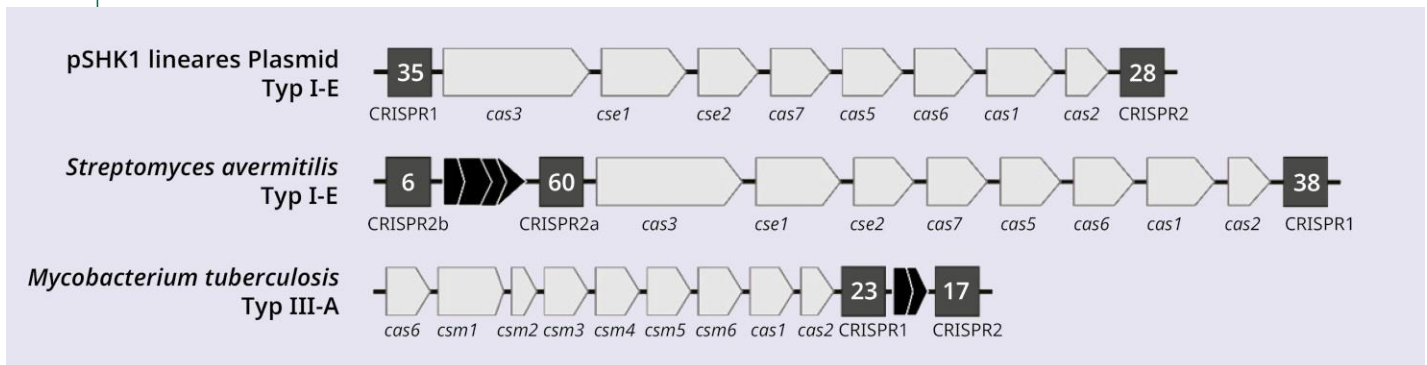 pSHK1 lineares Plasmid
Typ I-E
35 28
CRISPR1 cas3 cse1 cse2 cas7 cas5 cas6 cas1 cas2 CRISPR2
Streptomyces avermitilis
Typ I-E
6 60 38
CRISPR2b CRISPR2a cas3 cse1 cse2 cas7 cas5 cas6 cas1 cas2 CRISPR1
Mycobacterium tuberculosis
Typ III-A
23 17
cas6 csm1 csm2 csm3 csm4 csm5 csm6 cas1 cas2 CRISPR1 CRISPR2